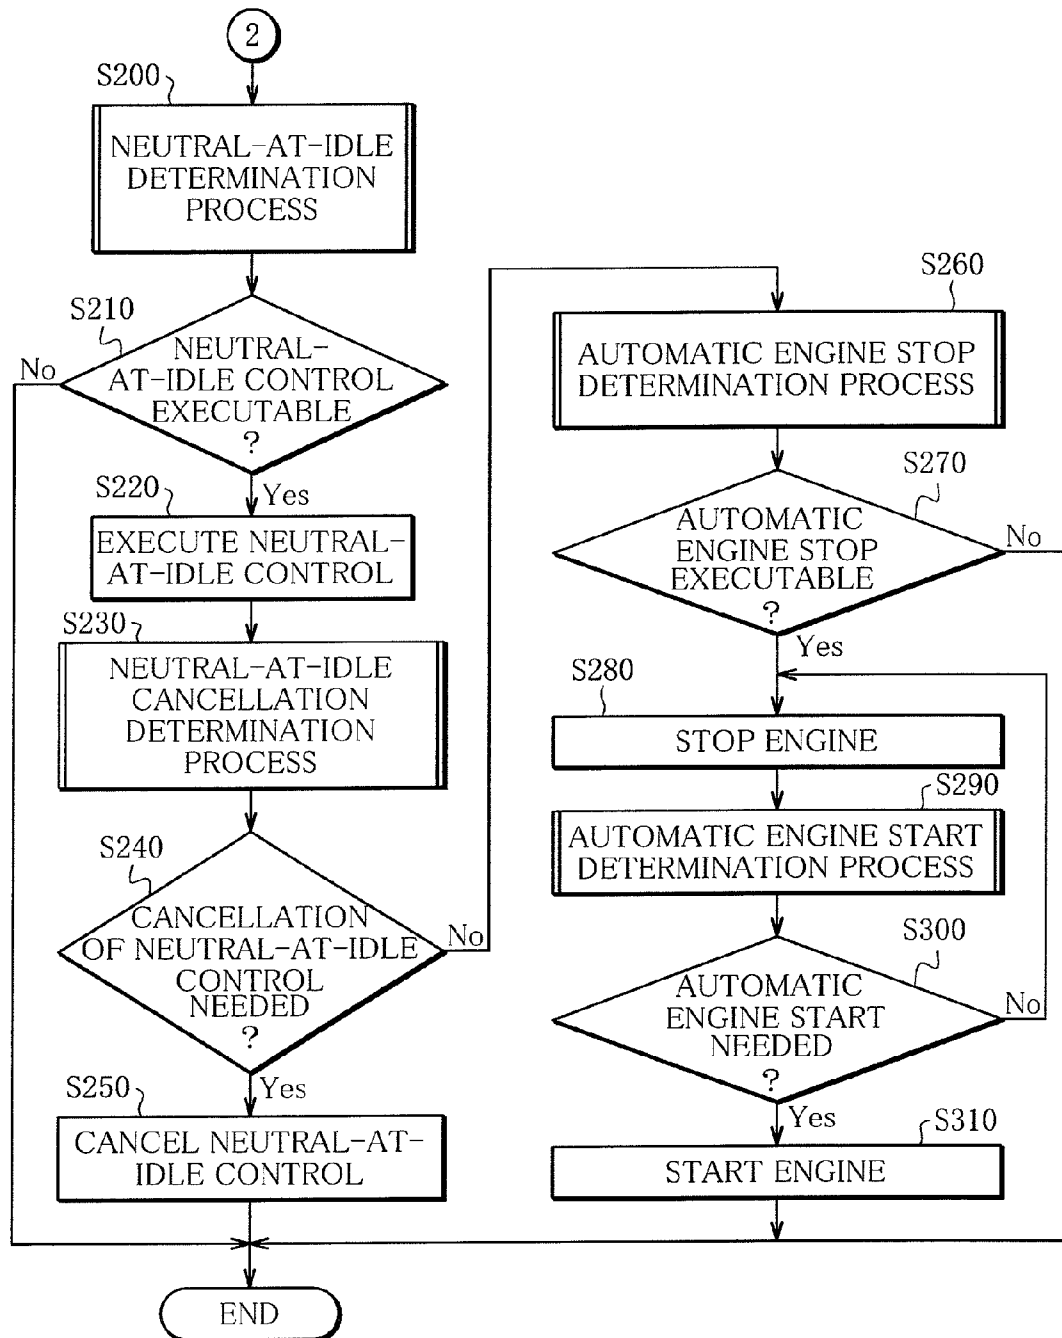 2
S200
NEUTRAL-AT-IDLE
DETERMINATION
PROCESS
S210
NEUTRAL-
AT-IDLE CONTROL
EXECUTABLE
?
No
Yes
S220
EXECUTE NEUTRAL-
AT-IDLE CONTROL
S230
NEUTRAL-AT-IDLE
CANCELLATION
DETERMINATION
PROCESS
S240
CANCELLATION
OF NEUTRAL-AT-IDLE
CONTROL
NEEDED
?
No
Yes
S250
CANCEL NEUTRAL-AT-
IDLE CONTROL
S260
AUTOMATIC ENGINE STOP
DETERMINATION PROCESS
S270
AUTOMATIC
ENGINE STOP
EXECUTABLE
?
No
Yes
S280
STOP ENGINE
S290
AUTOMATIC ENGINE START
DETERMINATION PROCESS
S300
AUTOMATIC
ENGINE START
NEEDED
?
No
Yes
S310
START ENGINE
END